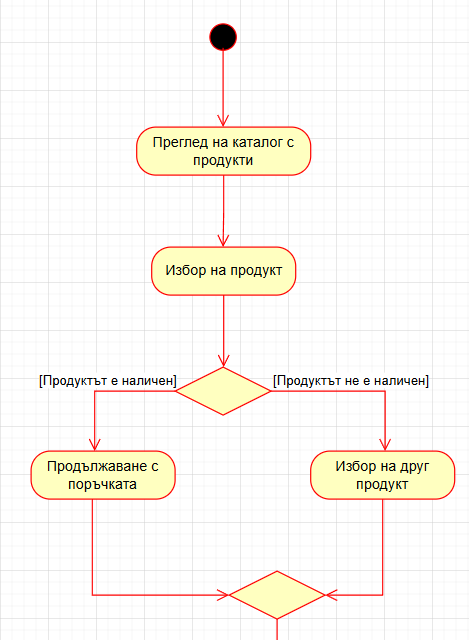 Преглед на каталог с
продукти
Избор на продукт
[Продуктът е наличен]
[Продуктът не е наличен]
Продължаване с
поръчката
Избор на друг
продукт